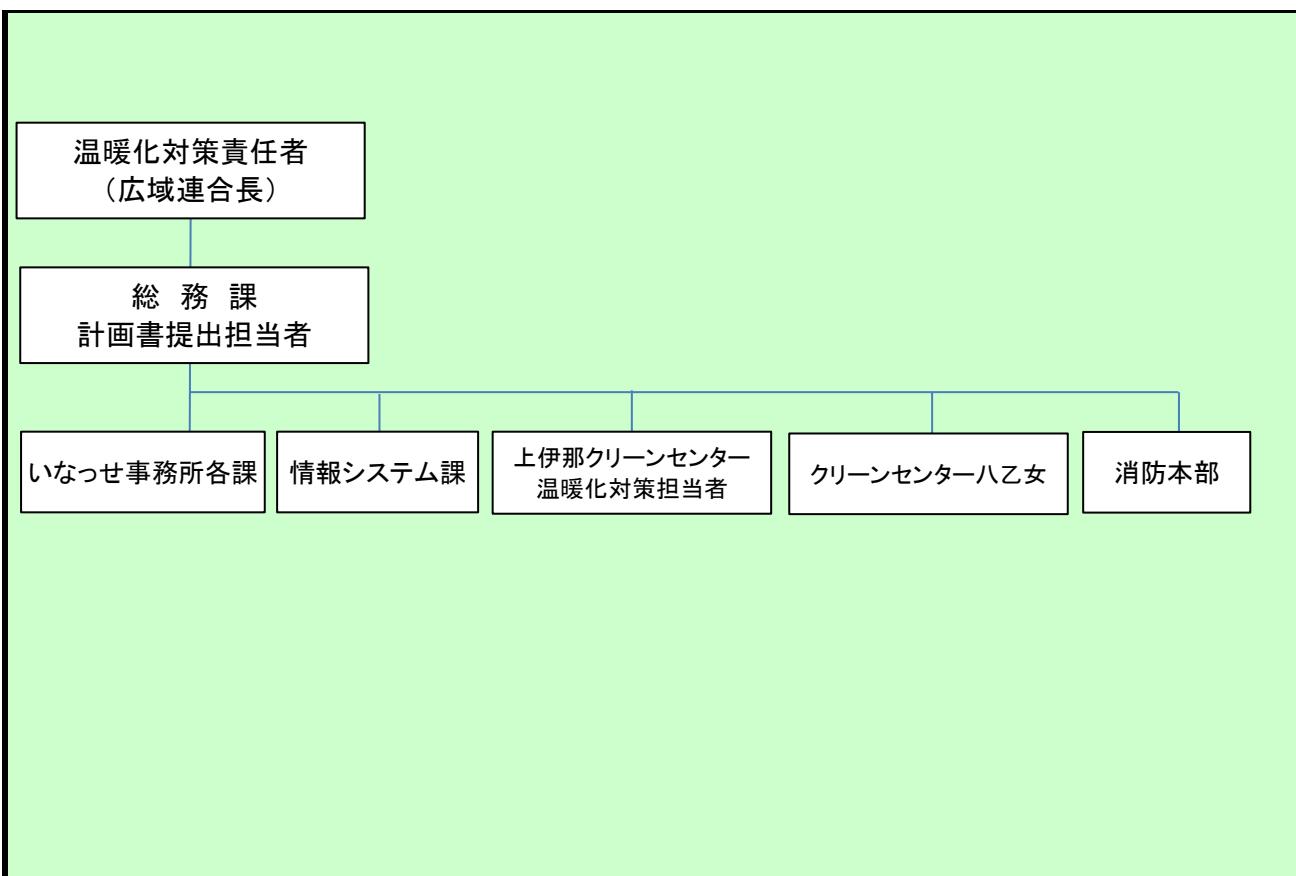 温暖化対策責任者
（広域連合長）
総　務　課
計画書提出担当者
いなっせ事務所各課
情報システム課
上伊那クリーンセンター
温暖化対策担当者
クリーンセンター八乙女
消防本部